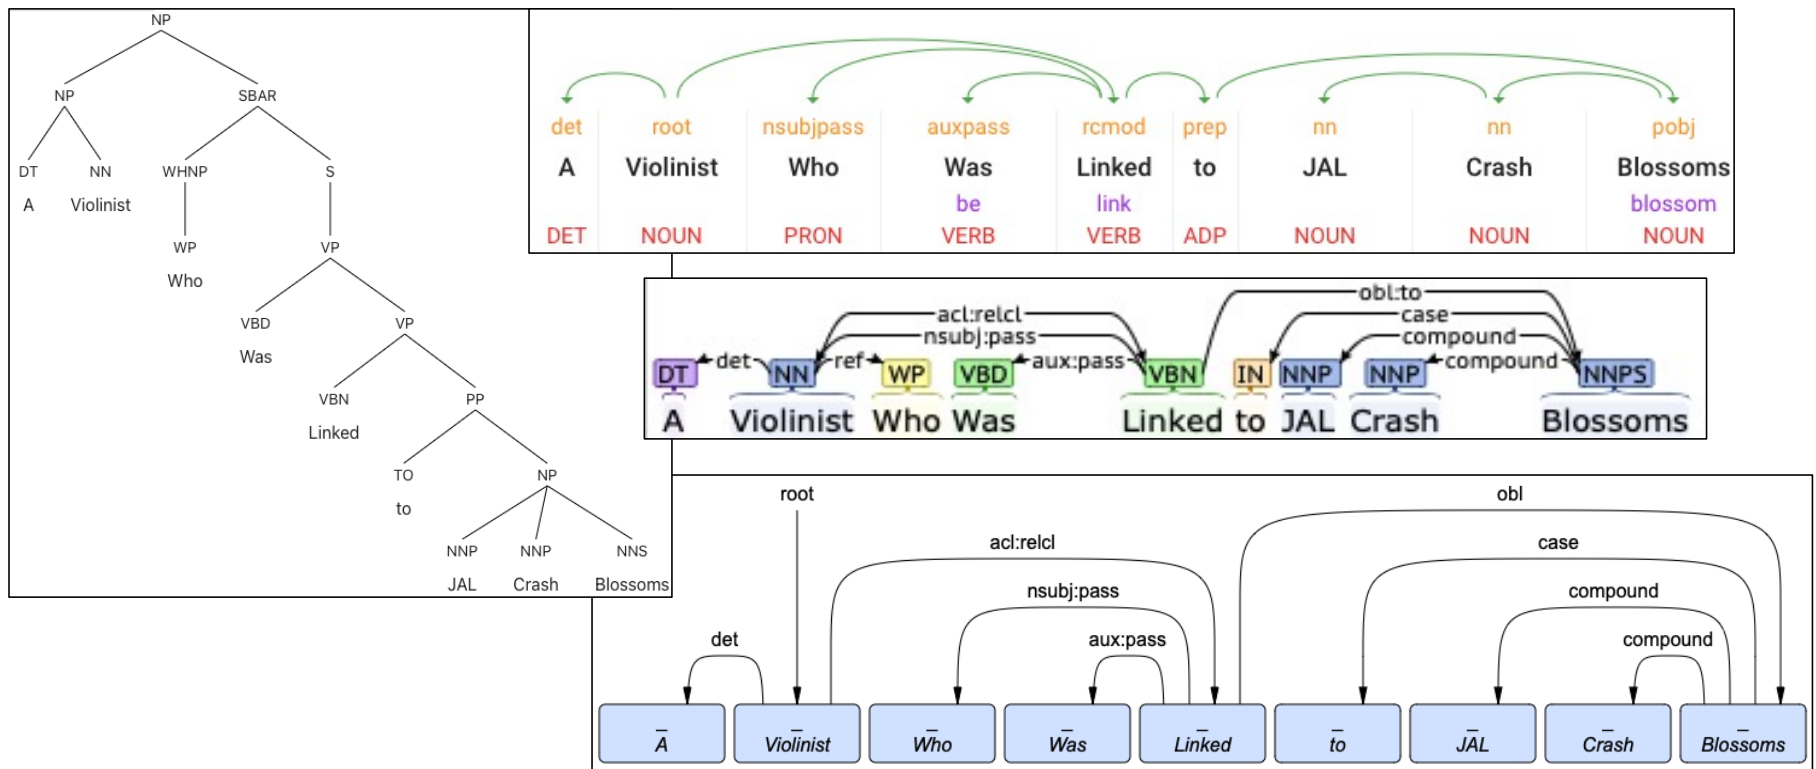 NP
NP SBAR
DT NN WHNP S
A Violinist
WP VP
Who
VBD VP
Was
VBN PP
Linked
TO NP
to
NNP NNP NNS
JAL Crash Blossoms
det root nsubjpass auxpass rcmod prep nn nn pobj
A Violinist Who Was Linked to JAL Crash Blossoms
be link blossom
DET NOUN PRON VERB VERB ADP NOUN NOUN NOUN
obl:to
acl:relcl case
nsubj:pass compound
det ref aux:pass compound
DT NN WP VBD VBN IN NNP NNP NNPS
A Violinist Who Was Linked to JAL Crash Blossoms
root obl
acl:relcl case
nsubj:pass compound
det aux:pass compound
_ _ _ _ _ _ _ _ _
A Violinist Who Was Linked to JAL Crash Blossoms